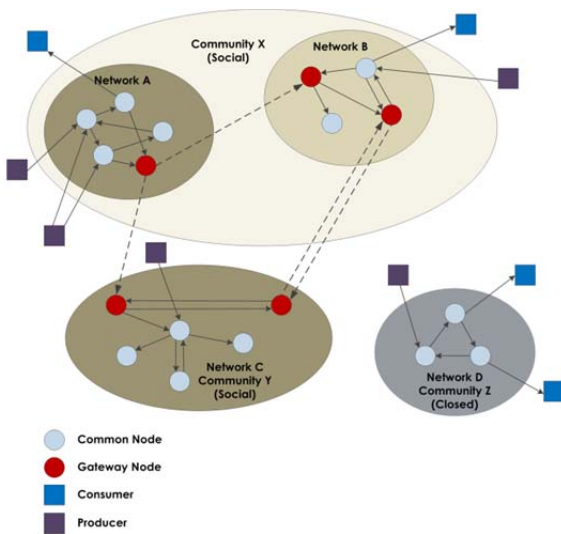 Community X
(Social)
Network B
Network A
Network C
Community Y
(Social)
Network D
Community Z
(Closed)
Common Node
Gateway Node
Consumer
Producer